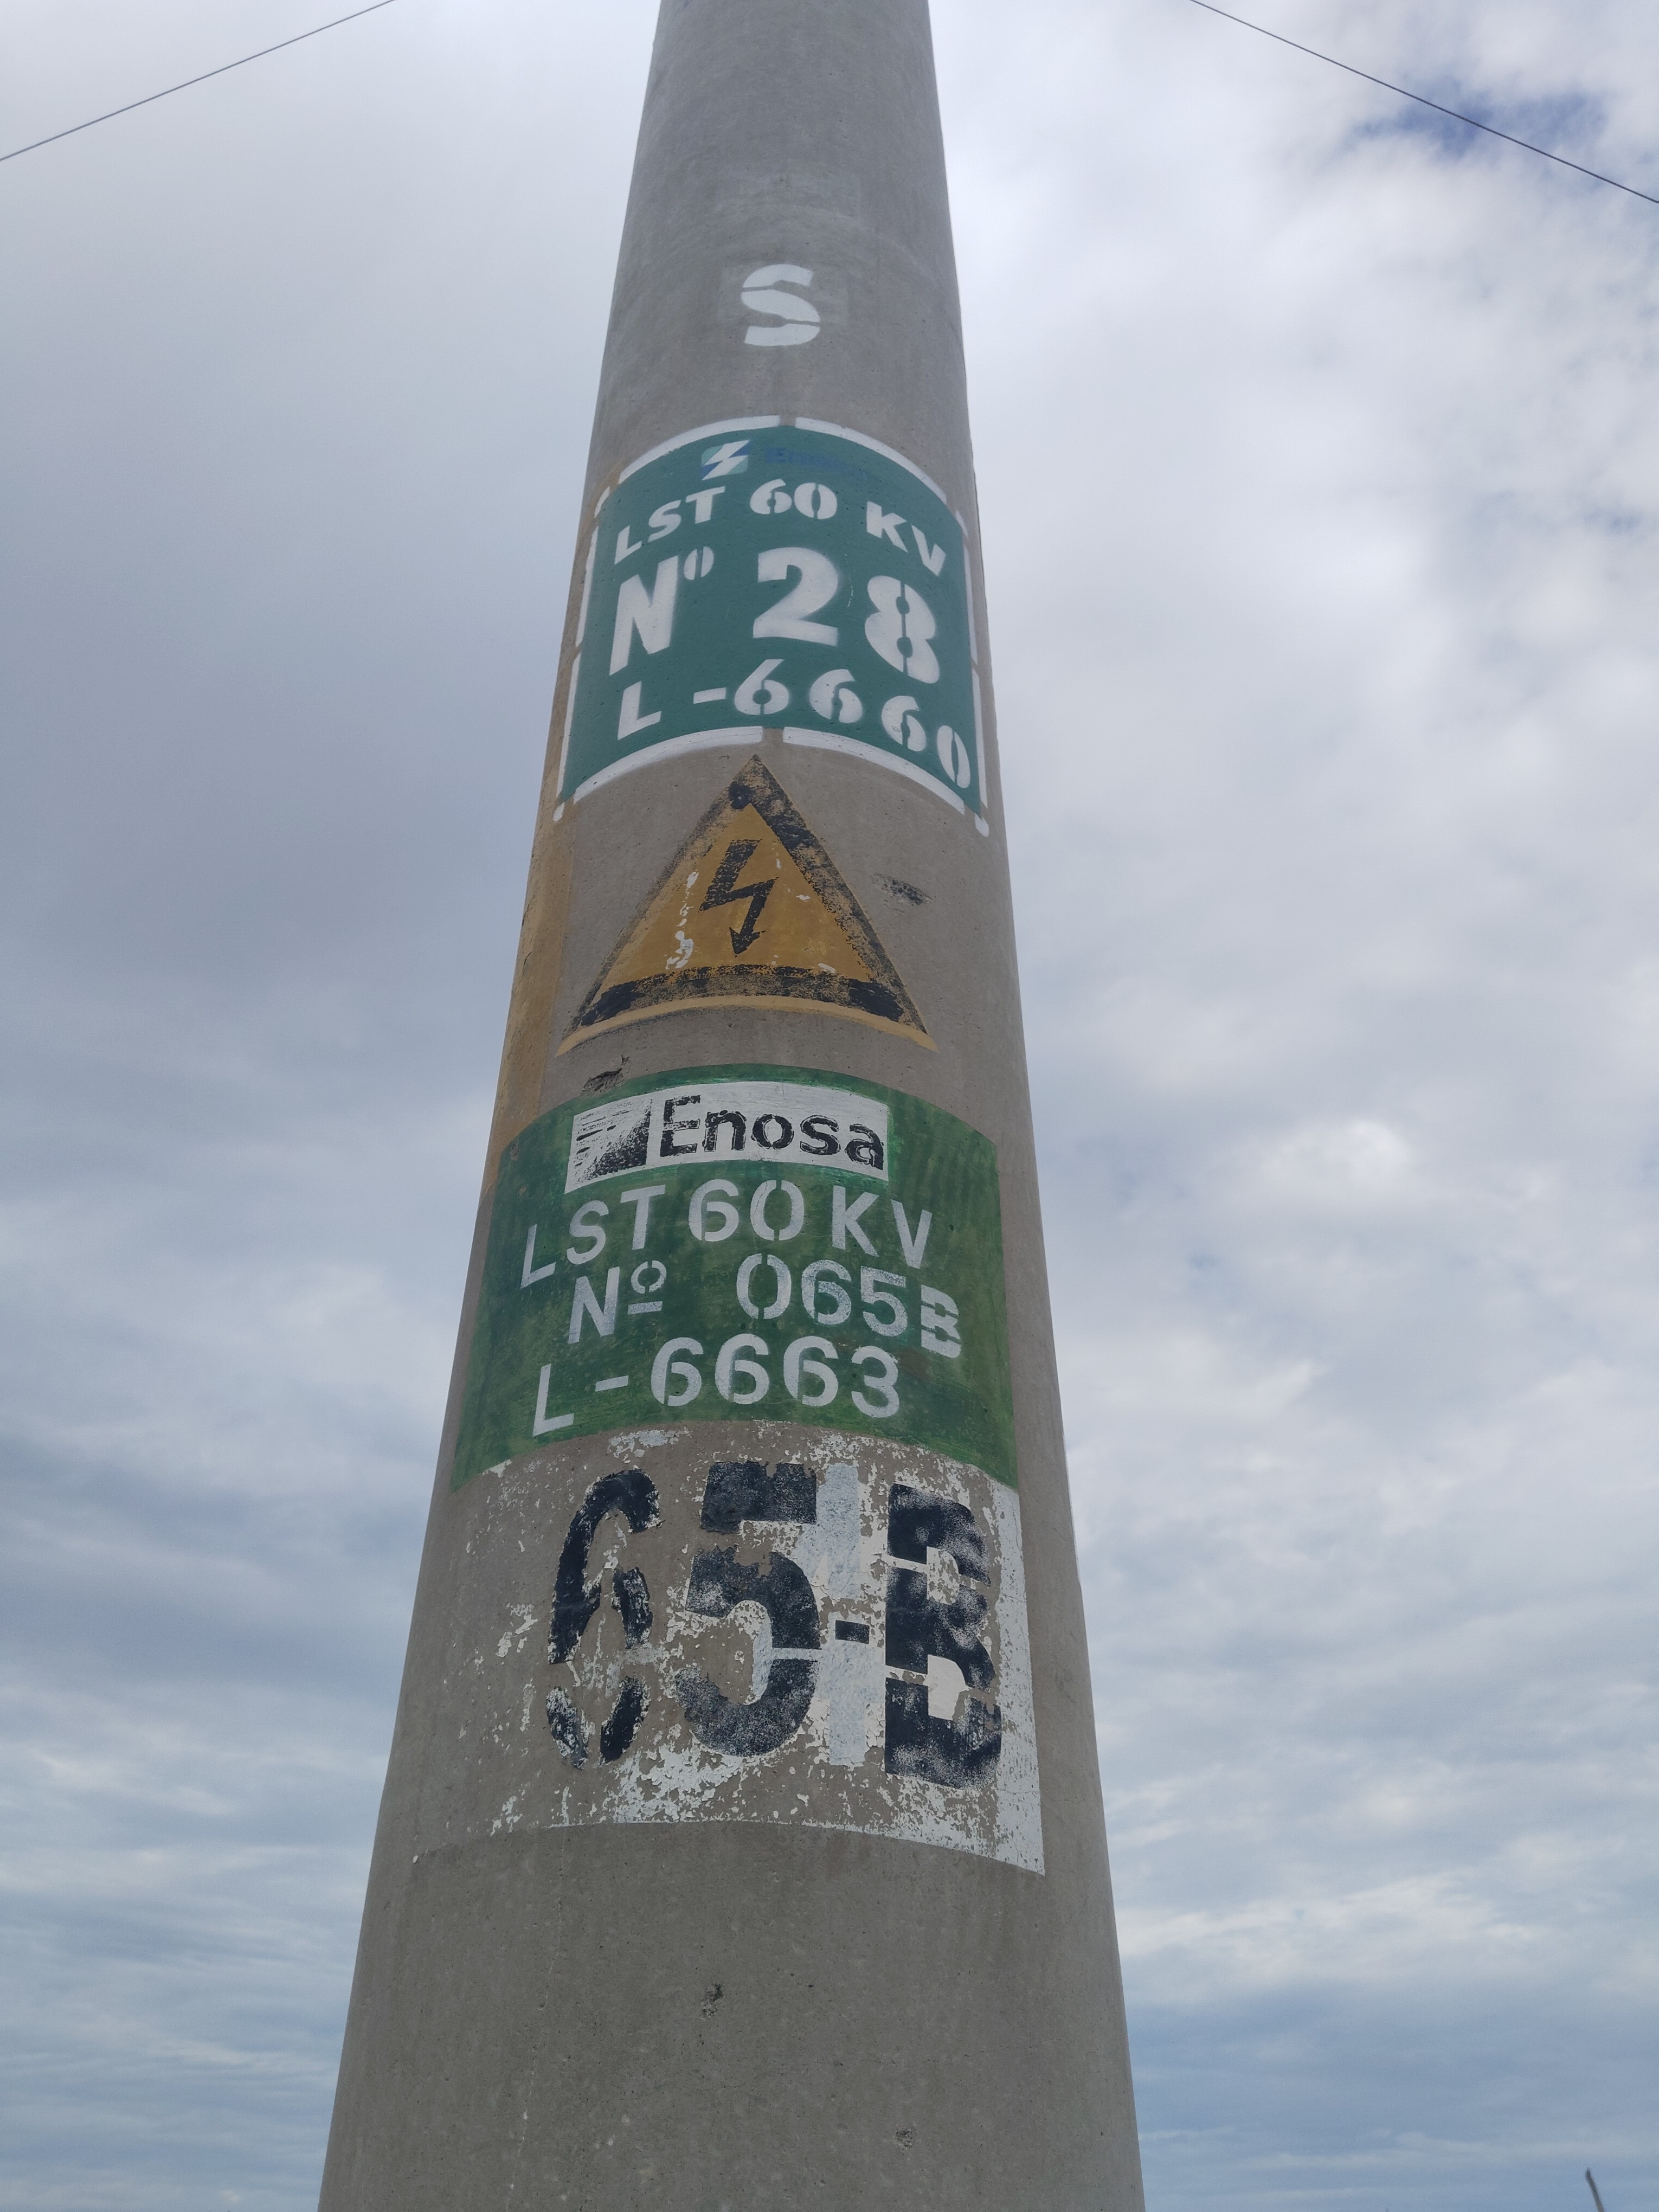 S
LST 60 KV
Nº 28
L-6660
Enosa
LST 60 KV
Nº 065B
L-6663
65-B